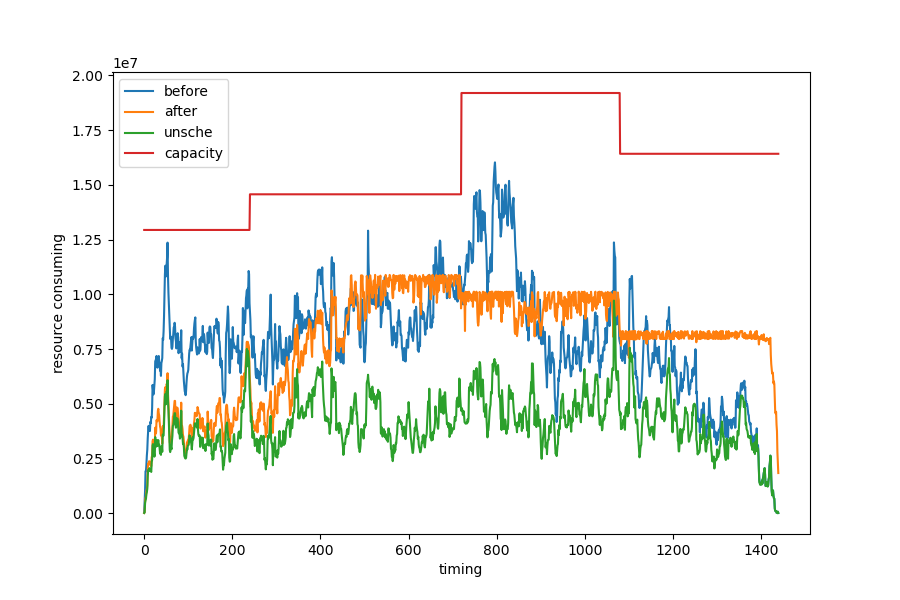 1e7
2.00
1.75
1.50
1.25
1.00
0.75
0.50
0.25
0.00
resource consuming
before
after
unsche
capacity
0 200 400 600 800 1000 1200 1400
timing